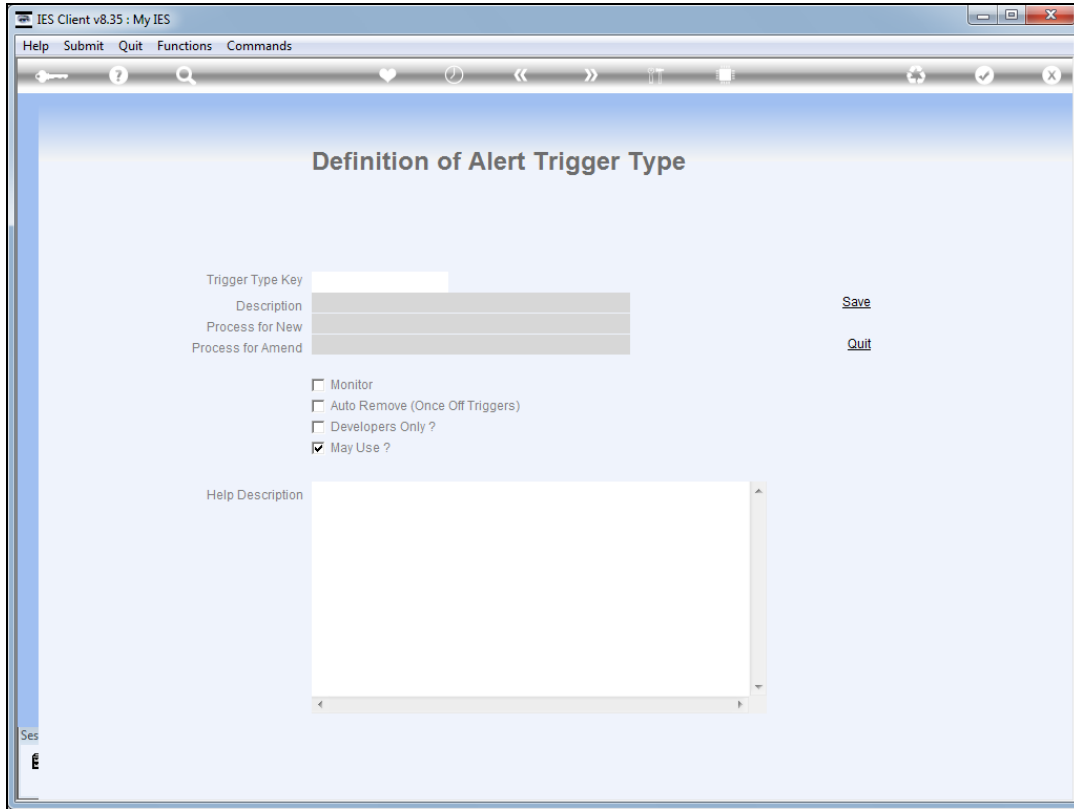 IES Client v8.35 : My IES
Help Submit Quit Functions Commands
Definition of Alert Trigger Type
Trigger Type Key
Description
Save
Process for New
Process for Amend
Quit
Monitor
Auto Remove (Once Off Triggers)
Developers Only ?
May Use ?
Help Description
Ses